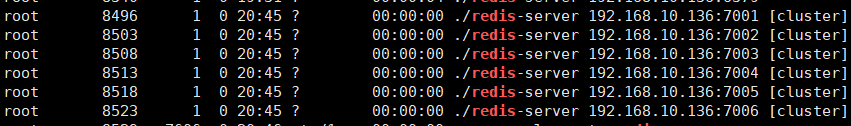 root 8496 1 0 20:45 ? 00:00:00 ./redis-server 192.168.10.136:7001 [cluster]
root 8503 1 0 20:45 ? 00:00:00 ./redis-server 192.168.10.136:7002 [cluster]
root 8508 1 0 20:45 ? 00:00:00 ./redis-server 192.168.10.136:7003 [cluster]
root 8513 1 0 20:45 ? 00:00:00 ./redis-server 192.168.10.136:7004 [cluster]
root 8518 1 0 20:45 ? 00:00:00 ./redis-server 192.168.10.136:7005 [cluster]
root 8523 1 0 20:45 ? 00:00:00 ./redis-server 192.168.10.136:7006 [cluster]